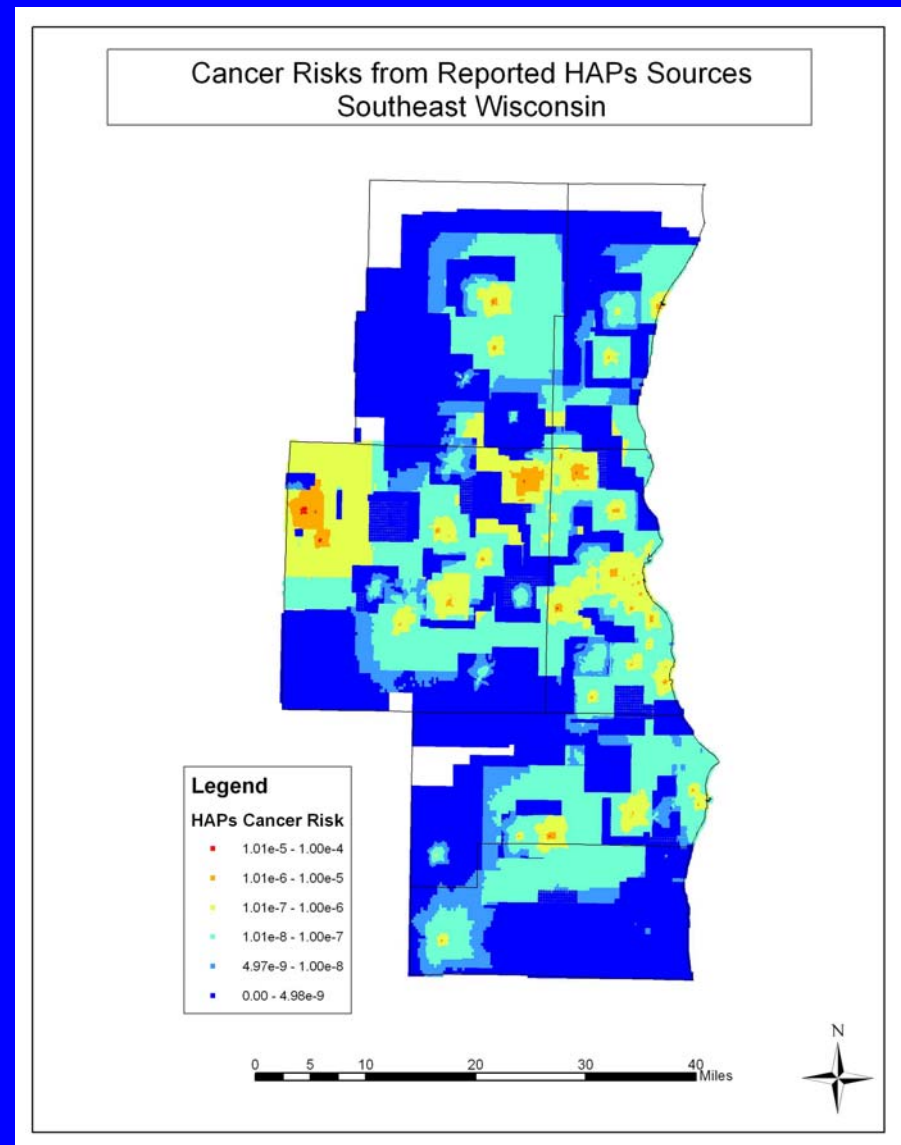 Cancer Risks from Reported HAPs Sources
Southeast Wisconsin
Legend
HAPs Cancer Risk
1.01e-5 - 1.00e-4
1.01e-6 - 1.00e-5
1.01e-7 - 1.00e-6
1.01e-8 - 1.00e-7
4.97e-9 - 1.00e-8
0.00 - 4.98e-9
0 5 10 20 30 40
Miles
N